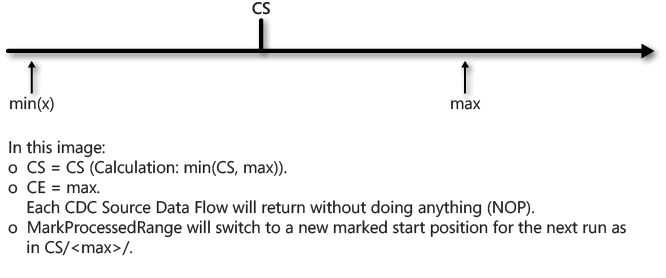 CS
min(x)
max
In this image:
o CS = CS (Calculation: min(CS, max)).
o CE = max.
Each CDC Source Data Flow will return without doing anything (NOP).
o MarkProcessedRange will switch to a new marked start position for the next run as
in CS/<max>/.